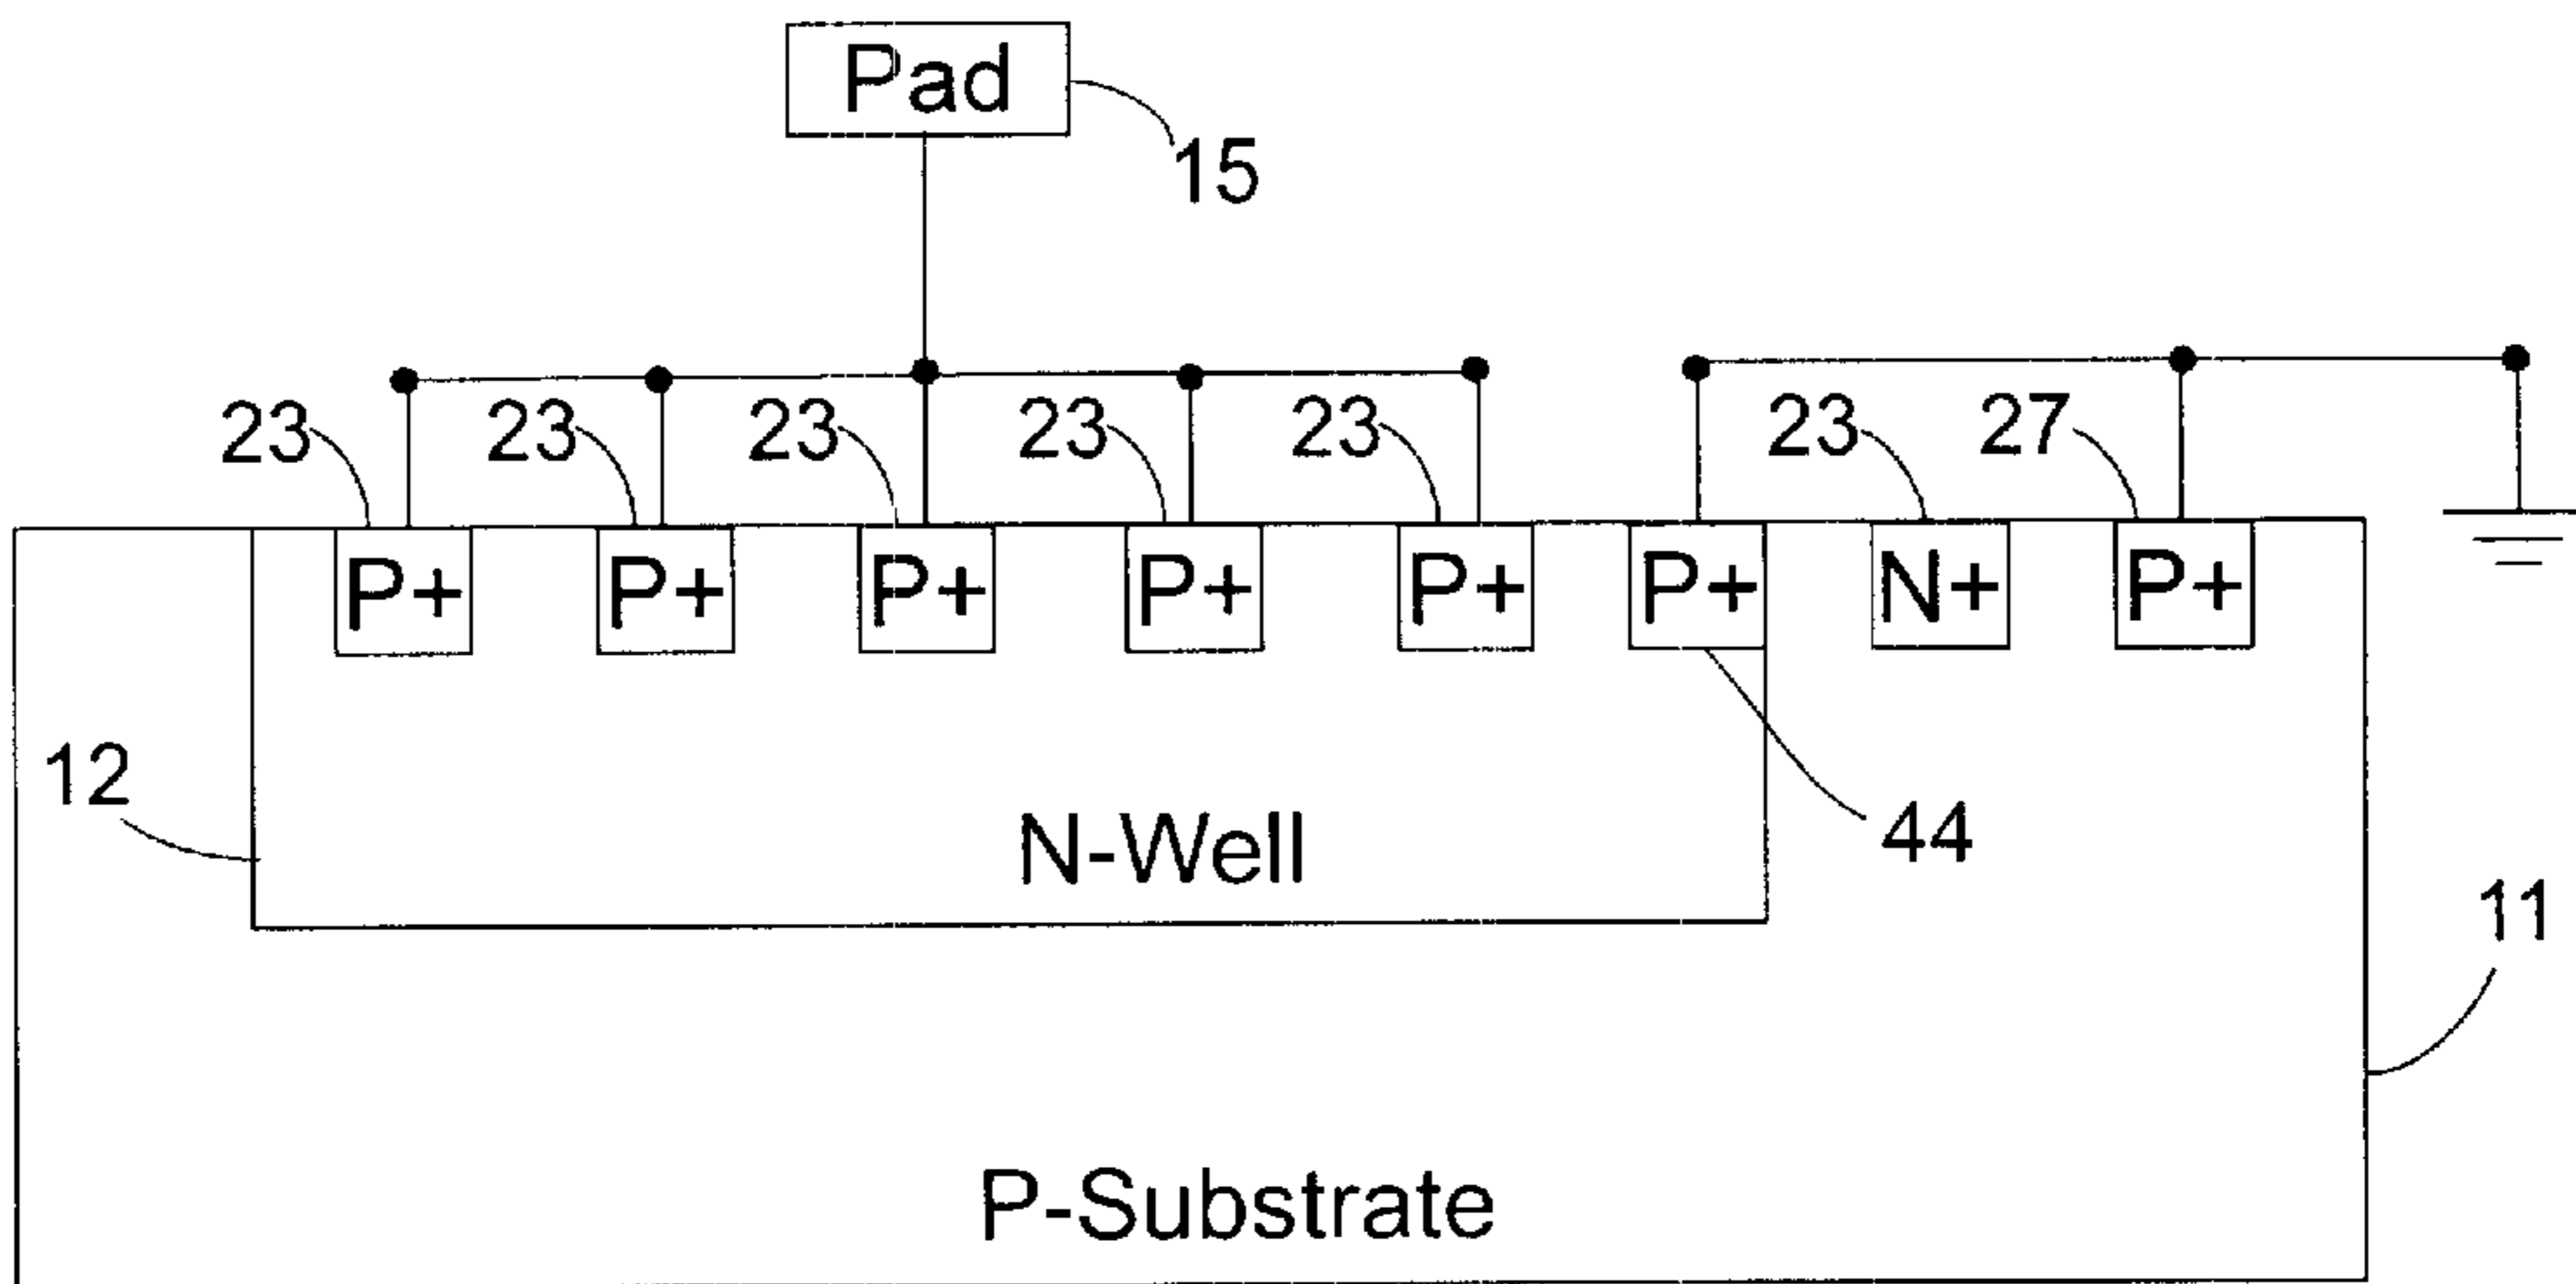 Pad
15
23 23 23 23 23 23 27
P+ P+ P+ P+ P+ P+ N+ P+
12
N-Well
44
11
P-Substrate